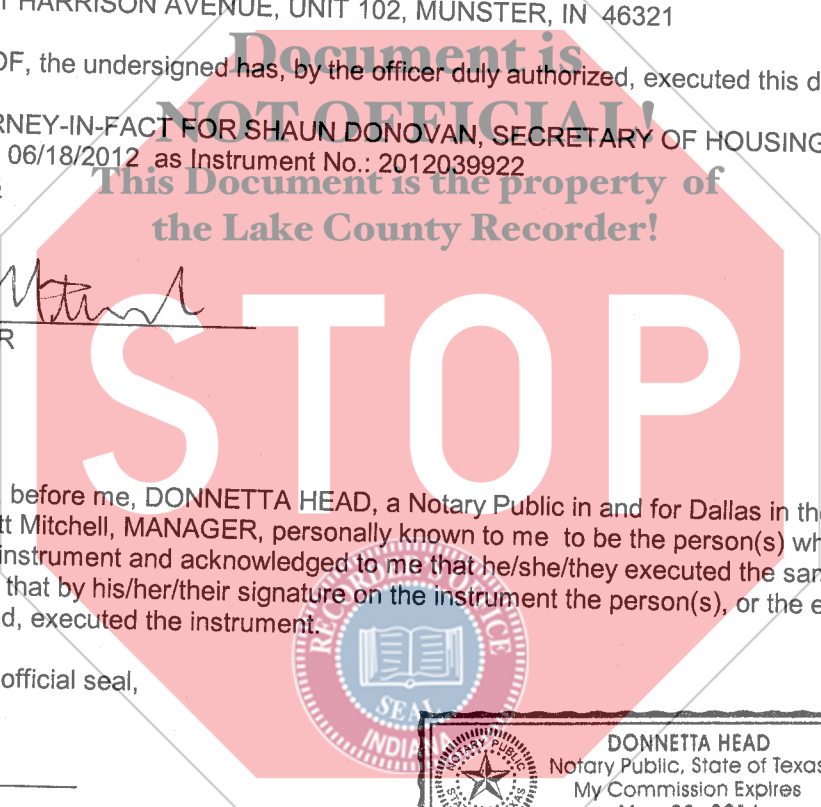 HARRISON AVENUE, UNIT 102, MUNSTER, IN 46321
Document is
OF, the undersigned has, by the officer duly authorized, executed this d
NOT OFFICIAL!
RNEY-IN-FACT FOR SHAUN DONOVAN, SECRETARY OF HOUSING
06/18/2012 as Instrument No.: 2012039922
This Document is the property of
the Lake County Recorder!
R
STOP
before me, DONNETTA HEAD, a Notary Public in and for Dallas in th
tt Mitchell, MANAGER, personally known to me to be the person(s) wh
instrument and acknowledged to me that he/she/they executed the sa
that by his/her/their signature on the instrument the person(s), or the e
d, executed the instrument.
official seal,
RECORDER'S OFFICE
SEAL
INDIANA
NOTARY PUBLIC
DONNETTA HEAD
Notary Public, State of Texas
My Commission Expires